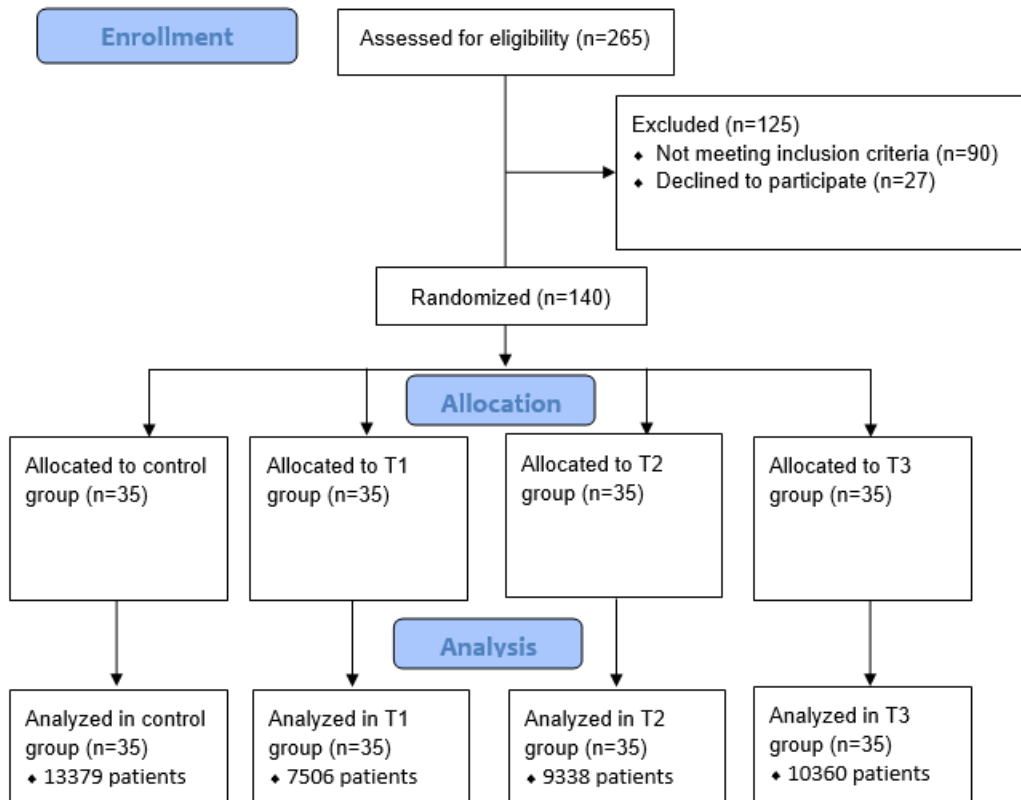 Enrollment
Assessed for eligibility (n=265)
Excluded (n=125)
⬥ Not meeting inclusion criteria (n=90)
⬥ Declined to participate (n=27)
Randomized (n=140)
Allocation
Allocated to control
group (n=35)
Allocated to T1
group (n=35)
Allocated to T2
group (n=35)
Allocated to T3
group (n=35)
Analysis
Analyzed in control
group (n=35)
⬥ 13379 patients
Analyzed in T1
group (n=35)
⬥ 7506 patients
Analyzed in T2
group (n=35)
⬥ 9338 patients
Analyzed in T3
group (n=35)
⬥ 10360 patients